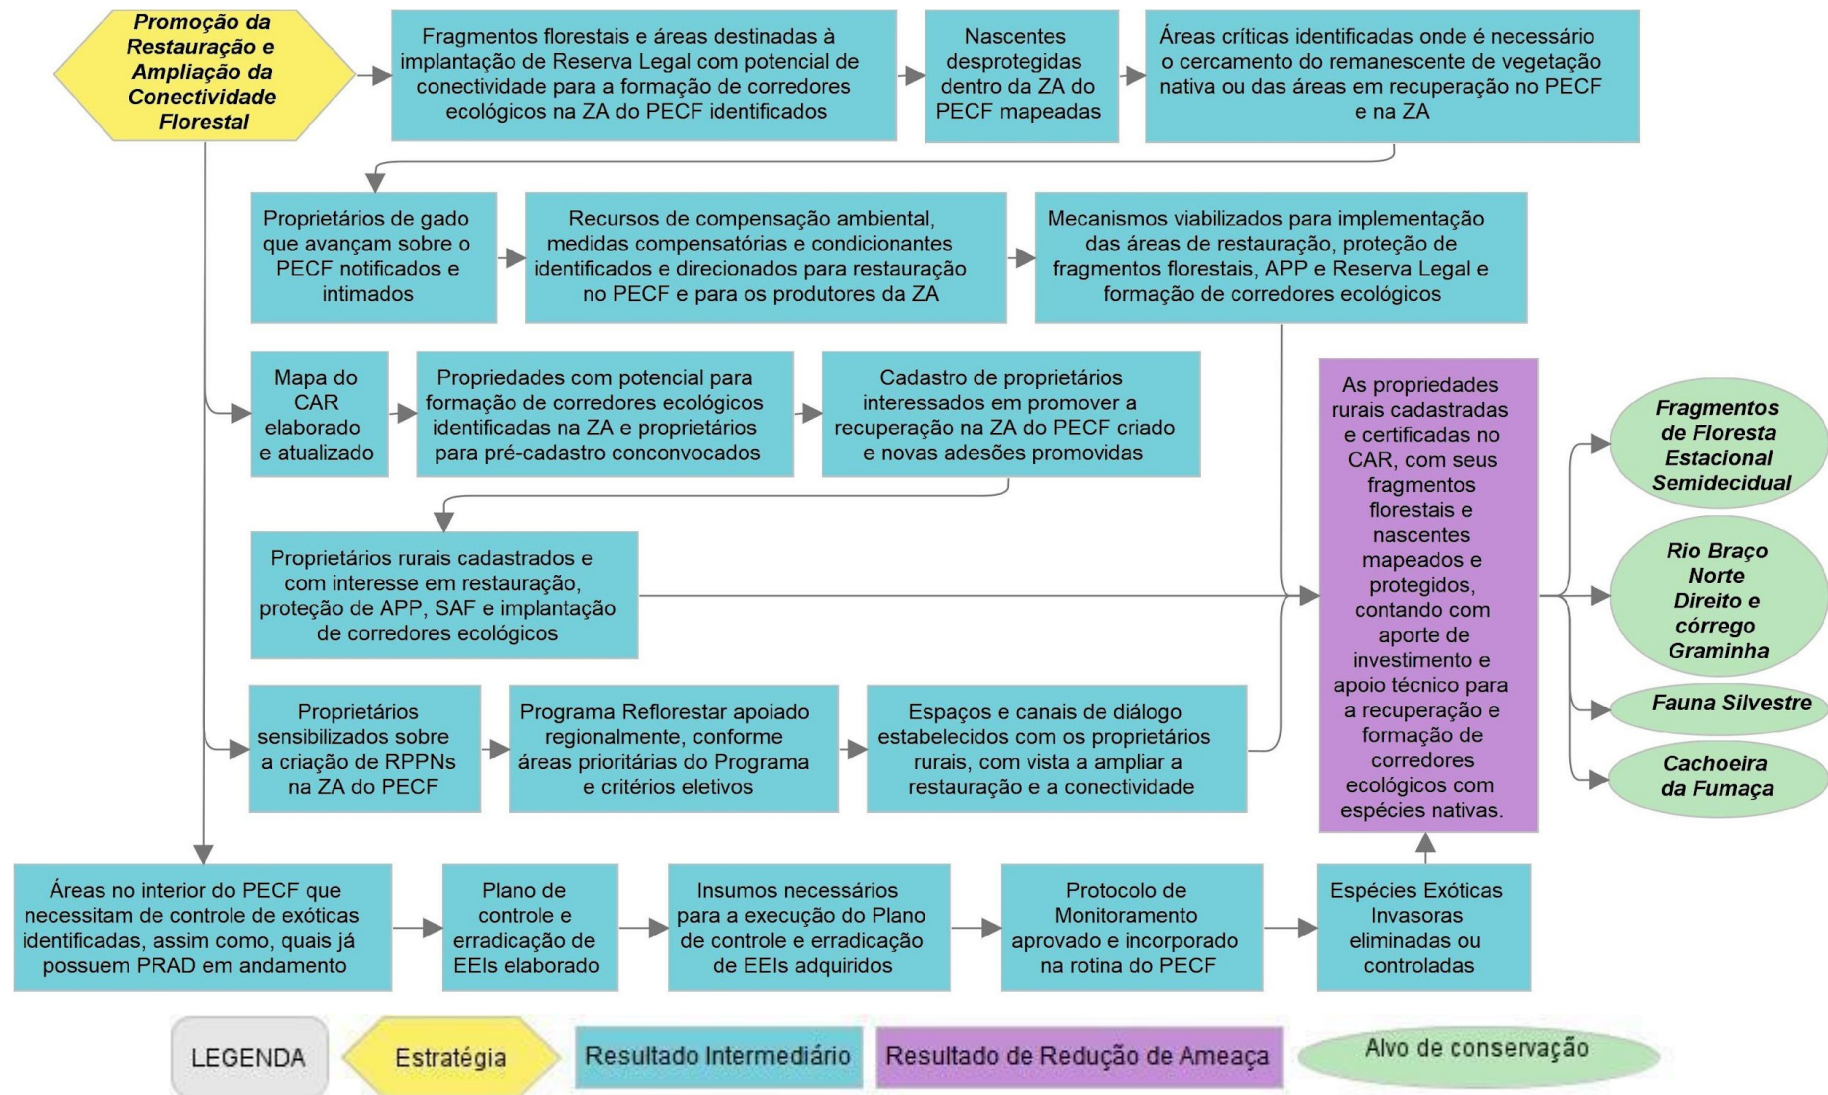 Promoção da
Restauração e
Ampliação da
Conectividade
Florestal
Fragmentos florestais e áreas destinadas à
implantação de Reserva Legal com potencial de
conectividade para a formação de corredores
ecológicos na ZA do PECF identificados
Nascentes
desprotegidas
dentro da ZA do
PECF mapeadas
Áreas críticas identificadas onde é necessário
o cercamento do remanescente de vegetação
nativa ou das áreas em recuperação no PECF
e na ZA
Proprietários de gado
que avançam sobre o
PECF notificados e
intimados
Recursos de compensação ambiental,
medidas compensatórias e condicionantes
identificados e direcionados para restauração
no PECF e para os produtores da ZA
Mecanismos viabilizados para implementação
das áreas de restauração, proteção de
fragmentos florestais, APP e Reserva Legal e
formação de corredores ecológicos
Mapa do
CAR
elaborado
e atualizado
Propriedades com potencial para
formação de corredores ecológicos
identificadas na ZA e proprietários
para pré-cadastro conconvocados
Cadastro de proprietários
interessados em promover a
recuperação na ZA do PECF criado
e novas adesões promovidas
Proprietários rurais cadastrados e
com interesse em restauração,
proteção de APP, SAF e implantação
de corredores ecológicos
Proprietários
sensibilizados sobre
a criação de RPPNs
na ZA do PECF
Programa Reflorestar apoiado
regionalmente, conforme
áreas prioritárias do Programa
e critérios eletivos
Espaços e canais de diálogo
estabelecidos com os proprietários
rurais, com vista a ampliar a
restauração e a conectividade
Áreas no interior do PECF que
necessitam de controle de exóticas
identificadas, assim como, quais já
possuem PRAD em andamento
Plano de
controle e
erradicação de
EEIs elaborado
Insumos necessários
para a execução do Plano
de controle e erradicação
de EEIs adquiridos
Protocolo de
Monitoramento
aprovado e incorporado
na rotina do PECF
Espécies Exóticas
Invasoras
eliminadas ou
controladas
As propriedades
rurais cadastradas
e certificadas no
CAR, com seus
fragmentos
florestais e
nascentes
mapeados e
protegidos,
contando com
aporte de
investimento e
apoio técnico para
a recuperação e
formação de
corredores
ecológicos com
espécies nativas.
Fragmentos
de Floresta
Estacional
Semidecidual
Rio Braço
Norte
Direito e
córrego
Graminha
Fauna Silvestre
Cachoeira
da Fumaça
LEGENDA
Estratégia
Resultado Intermediário
Resultado de Redução de Ameaça
Alvo de conservação